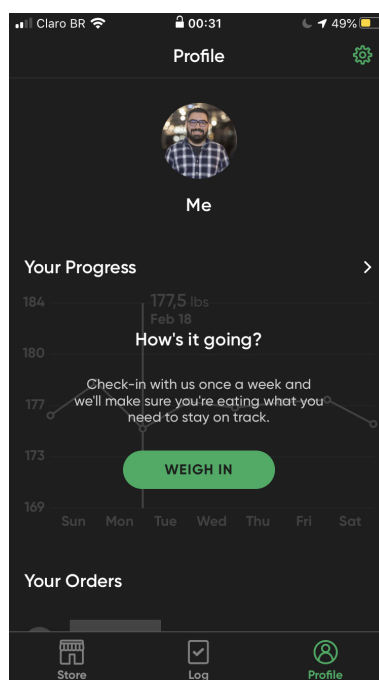 Claro BR 00:31 49%
Profile
Me
Your Progress
184
177,5 lbs
Feb 18
How's it going?
180
Check-in with us once a week and
177 we'll make sure you're eating what you
need to stay on track.
173
WEIGH IN
169
Sun Mon Tue Wed Thu Fri Sat
Your Orders
Store Log Profile